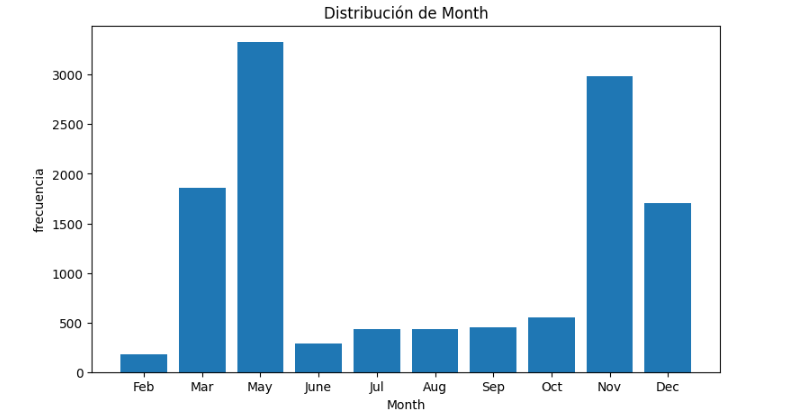 Distribución de Month
3000
2500
2000
1500
1000
500
0
frecuencia
Feb Mar May June Jul Aug Sep Oct Nov Dec
Month